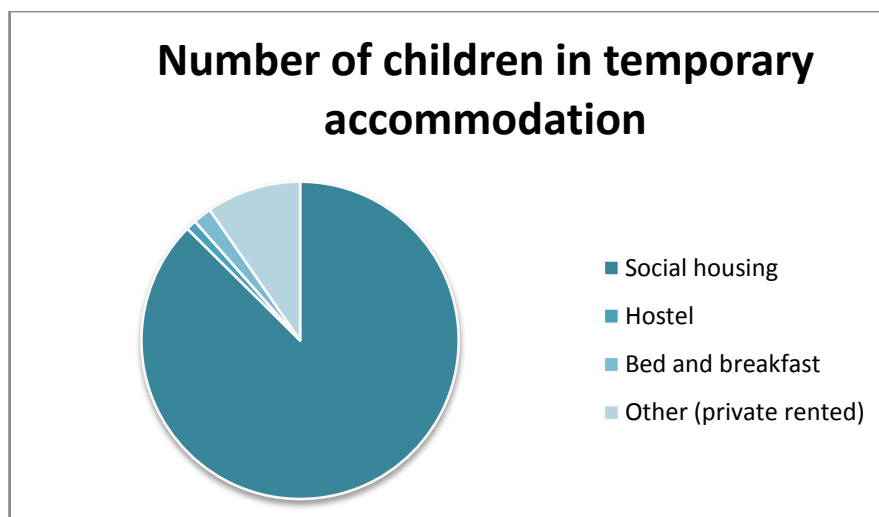 Number of children in temporary
accommodation
Social housing
Hostel
Bed and breakfast
Other (private rented)